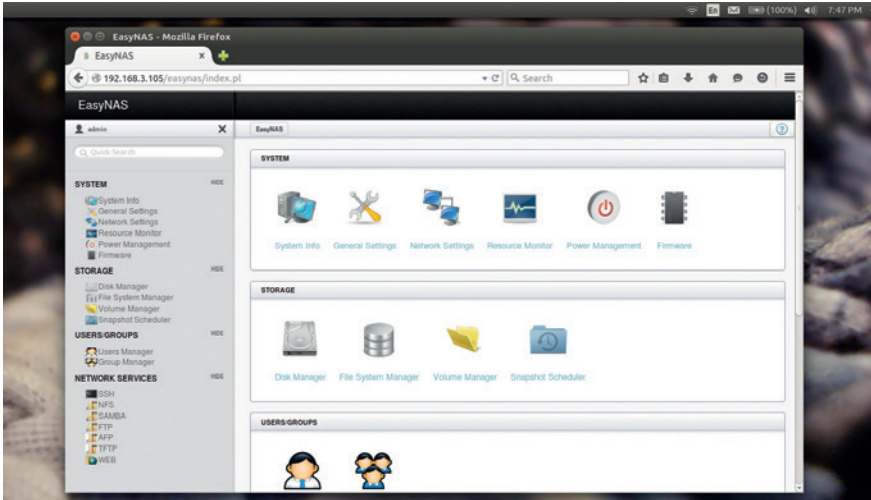 En (100%) 7:47 PM
EasyNAS - Mozilla Firefox
EasyNAS x
192.168.3.105/easynas/index.pl Search
EasyNAS
admin X
EasyNAS ?
Quick Search
SYSTEM HIDE
System Info
General Settings
Network Settings
Resource Monitor
Power Management
Firmware
STORAGE HIDE
Disk Manager
File System Manager
Volume Manager
Snapshot Scheduler
USERS/GROUPS HIDE
Users Manager
Group Manager
NETWORK SERVICES HIDE
SSH
NFS
SAMBA
FTP
AFP
TFTP
WEB
SYSTEM
System Info General Settings Network Settings Resource Monitor Power Management Firmware
STORAGE
Disk Manager File System Manager Volume Manager Snapshot Scheduler
USERS/GROUPS